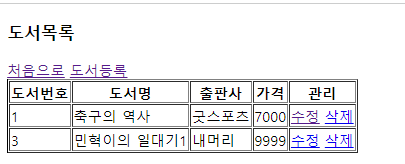 도서목록
처음으로 도서등록
도서번호 도서명 출판사 가격 관리
1 축구의 역사 굿스포츠 7000 수정 삭제
3 민혁이의 일대기1 내머리 9999 수정 삭제